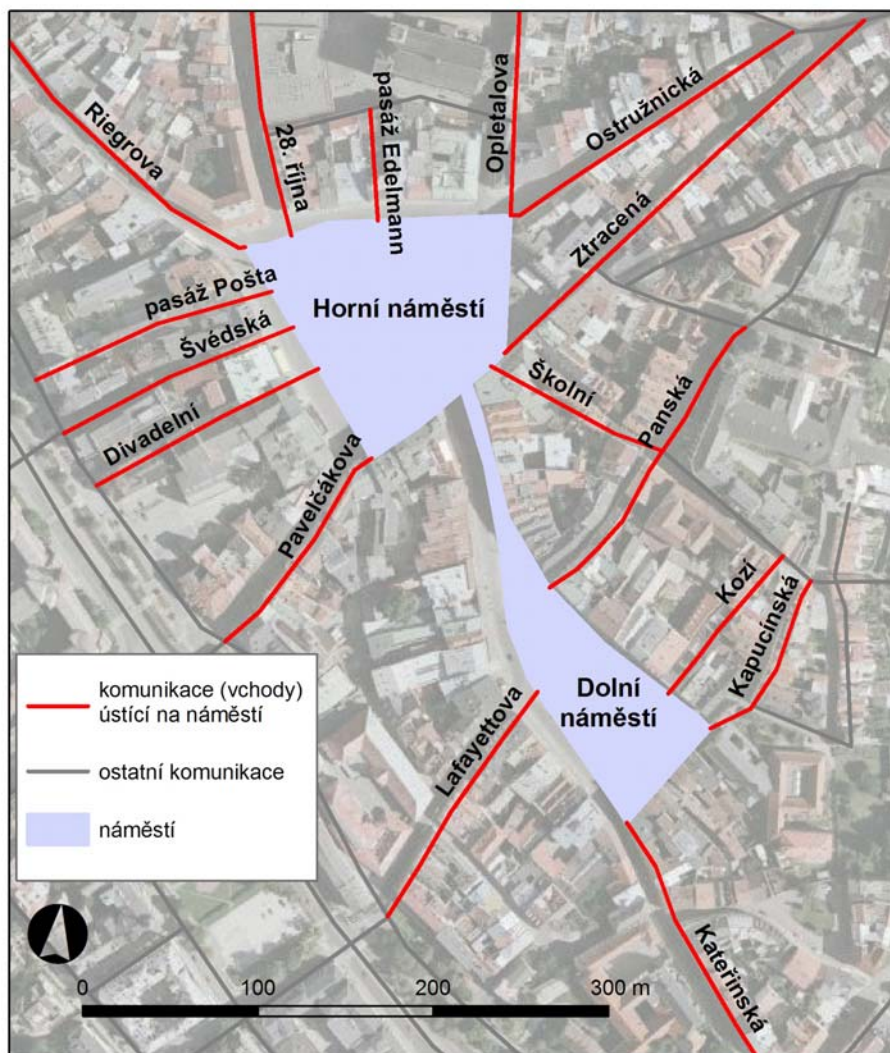 Riegrova
28. října
pasáž Edelmann
Opletalova
Ostružnická
Ztracená
pasáž Pošta
Švédská
Divadelní
Horní náměstí
Školní
Panská
Pavelčákova
Kozí
Kapucínská
Dolní
náměstí
Lafayettova
Kateřinská
komunikace (vchody)
ústící na náměstí
ostatní komunikace
náměstí
0 100 200 300 m